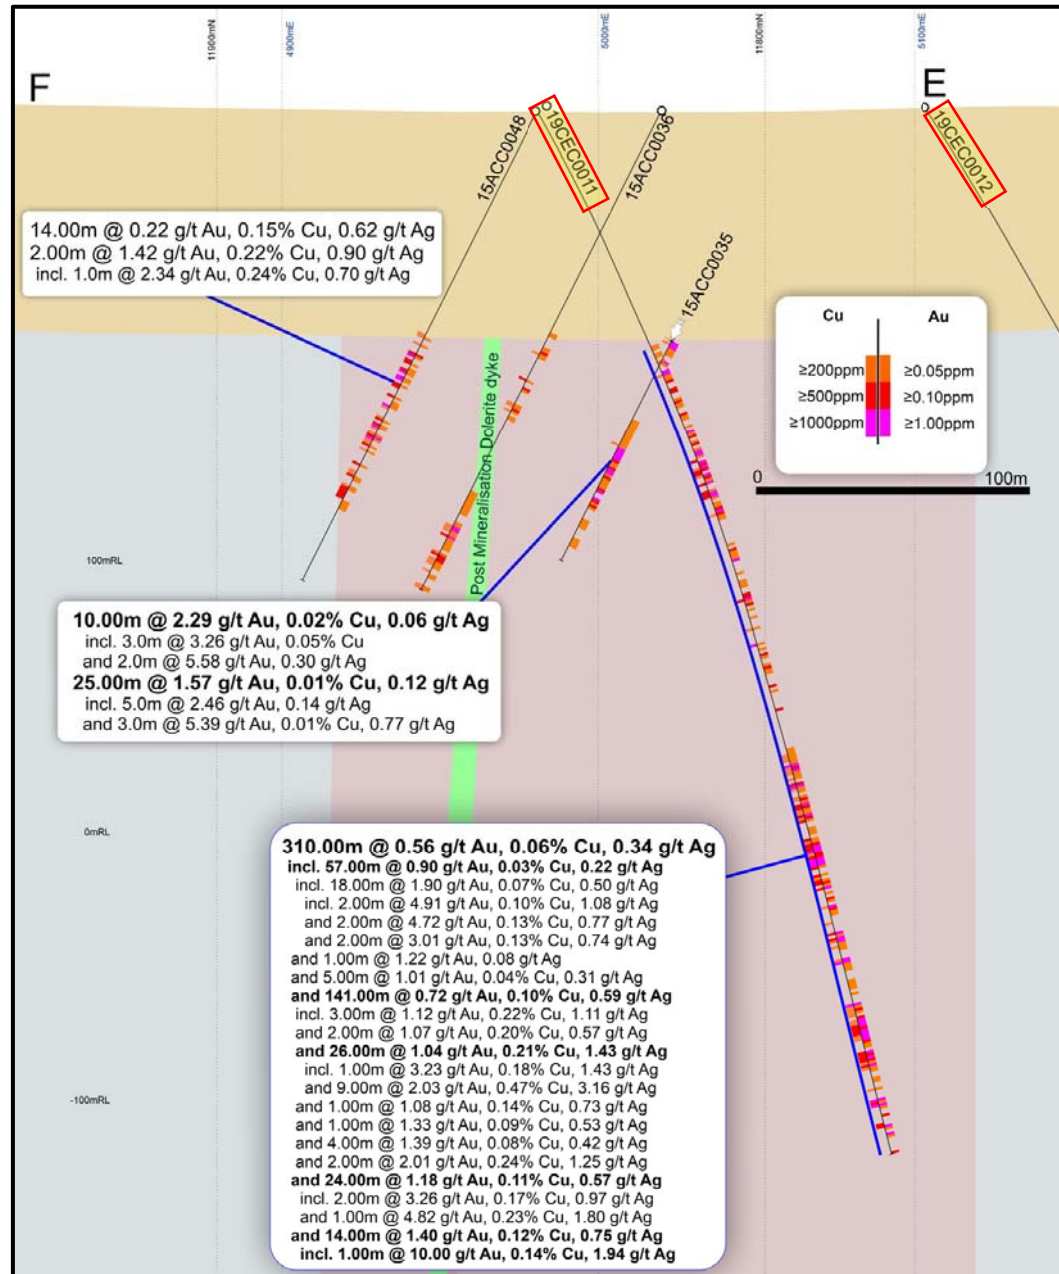 11900mN
4900mE
5000mE
11800mN
5100mE
F
E
15ACC0048
19CEC0011
15ACC0036
19CEC0012
15ACC0035
14.00m @ 0.22 g/t Au, 0.15% Cu, 0.62 g/t Ag
2.00m @ 1.42 g/t Au, 0.22% Cu, 0.90 g/t Ag
incl. 1.0m @ 2.34 g/t Au, 0.24% Cu, 0.70 g/t Ag
Cu Au
≥200ppm ≥0.05ppm
≥500ppm ≥0.10ppm
≥1000ppm ≥1.00ppm
0 100m
Post Mineralisation Dolerite dyke
100mRL
10.00m @ 2.29 g/t Au, 0.02% Cu, 0.06 g/t Ag
incl. 3.0m @ 3.26 g/t Au, 0.05% Cu
and 2.0m @ 5.58 g/t Au, 0.30 g/t Ag
25.00m @ 1.57 g/t Au, 0.01% Cu, 0.12 g/t Ag
incl. 5.0m @ 2.46 g/t Au, 0.14 g/t Ag
and 3.0m @ 5.39 g/t Au, 0.01% Cu, 0.77 g/t Ag
0mRL
310.00m @ 0.56 g/t Au, 0.06% Cu, 0.34 g/t Ag
incl. 57.00m @ 0.90 g/t Au, 0.03% Cu, 0.22 g/t Ag
incl. 18.00m @ 1.90 g/t Au, 0.07% Cu, 0.50 g/t Ag
incl. 2.00m @ 4.91 g/t Au, 0.10% Cu, 1.08 g/t Ag
and 2.00m @ 4.72 g/t Au, 0.13% Cu, 0.77 g/t Ag
and 2.00m @ 3.01 g/t Au, 0.13% Cu, 0.74 g/t Ag
and 1.00m @ 1.22 g/t Au, 0.08 g/t Ag
and 5.00m @ 1.01 g/t Au, 0.04% Cu, 0.31 g/t Ag
and 141.00m @ 0.72 g/t Au, 0.10% Cu, 0.59 g/t Ag
incl. 3.00m @ 1.12 g/t Au, 0.22% Cu, 1.11 g/t Ag
and 2.00m @ 1.07 g/t Au, 0.20% Cu, 0.57 g/t Ag
and 26.00m @ 1.04 g/t Au, 0.21% Cu, 1.43 g/t Ag
incl. 1.00m @ 3.23 g/t Au, 0.18% Cu, 1.43 g/t Ag
and 9.00m @ 2.03 g/t Au, 0.47% Cu, 3.16 g/t Ag
and 1.00m @ 1.08 g/t Au, 0.14% Cu, 0.73 g/t Ag
and 1.00m @ 1.33 g/t Au, 0.09% Cu, 0.53 g/t Ag
and 4.00m @ 1.39 g/t Au, 0.08% Cu, 0.42 g/t Ag
and 2.00m @ 2.01 g/t Au, 0.24% Cu, 1.25 g/t Ag
and 24.00m @ 1.18 g/t Au, 0.11% Cu, 0.57 g/t Ag
incl. 2.00m @ 3.26 g/t Au, 0.17% Cu, 0.97 g/t Ag
and 1.00m @ 4.82 g/t Au, 0.23% Cu, 1.80 g/t Ag
and 14.00m @ 1.40 g/t Au, 0.12% Cu, 0.75 g/t Ag
incl. 1.00m @ 10.00 g/t Au, 0.14% Cu, 1.94 g/t Ag
-100mRL